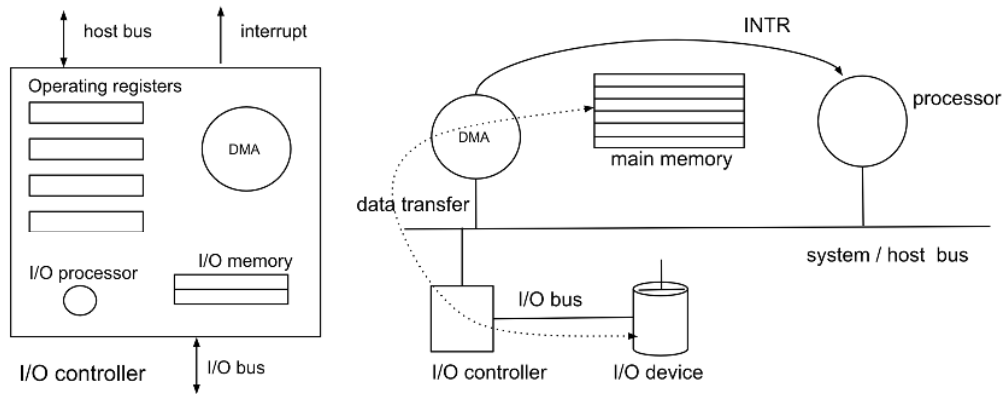 host bus
interrupt
Operating registers
DMA
I/O processor
I/O memory
I/O controller
I/O bus
INTR
DMA
main memory
processor
data transfer
system / host bus
I/O bus
I/O controller
I/O device